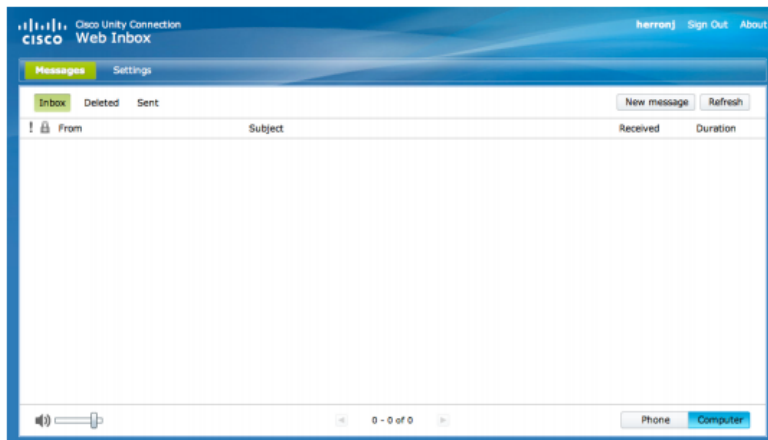 Cisco Unity Connection
cisco Web Inbox
herronj Sign Out About
Messages Settings
Inbox Deleted Sent New message Refresh
! From Subject Received Duration
0 - 0 of 0
Phone Computer